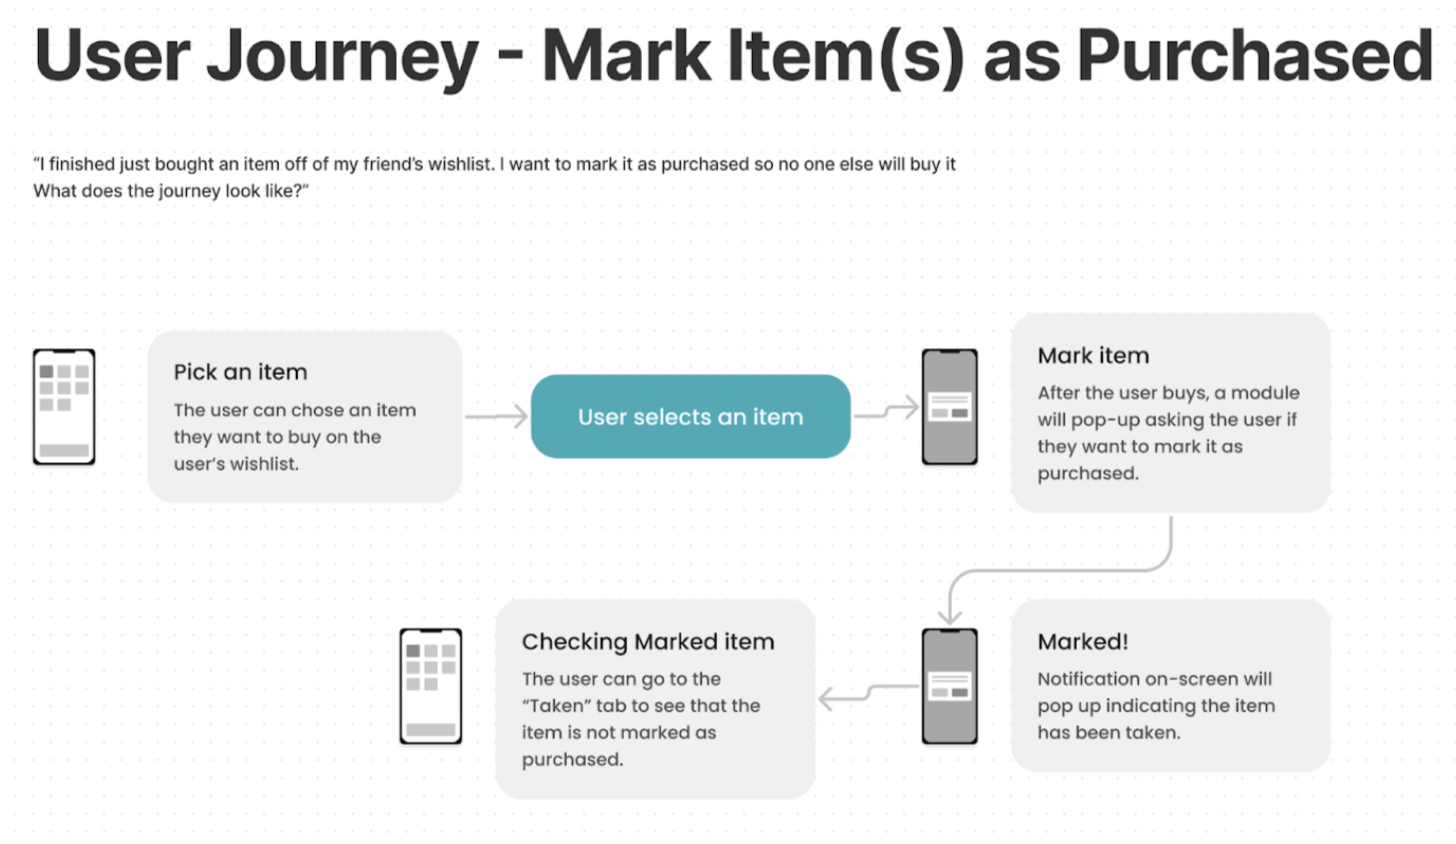 User Journey - Mark Item(s) as Purchased
“I finished just bought an item off of my friend’s wishlist. I want to mark it as purchased so no one else will buy it
What does the journey look like?”
Pick an item
The user can chose an item
they want to buy on the
user’s wishlist.
User selects an item
Mark item
After the user buys, a module
will pop-up asking the user if
they want to mark it as
purchased.
Checking Marked item
The user can go to the
“Taken” tab to see that the
item is not marked as
purchased.
Marked!
Notification on-screen will
pop up indicating the item
has been taken.